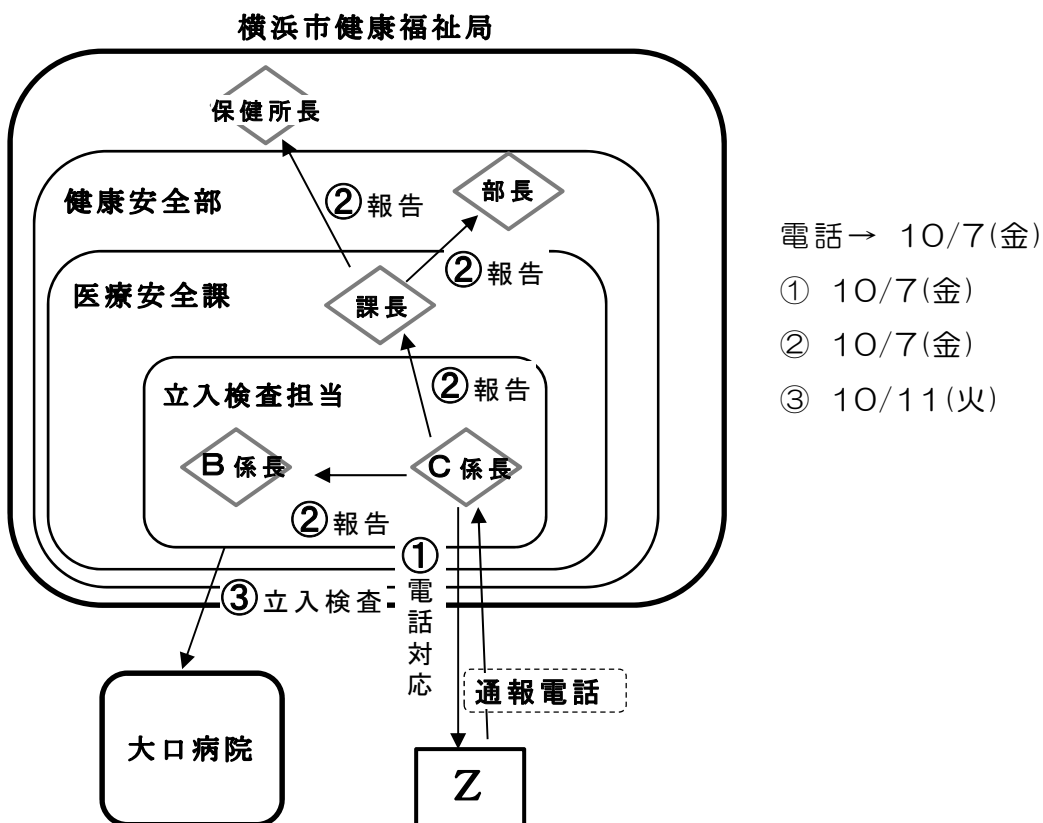 横浜市健康福祉局
保健所長
健康安全部
部長
②報告
②報告
医療安全課
課長
立入検査担当
②報告
B係長
C係長
②報告
①電話対応
③立入検査
通報電話
大口病院
Z
電話→ 10/7(金)
① 10/7(金)
② 10/7(金)
③ 10/11(火)